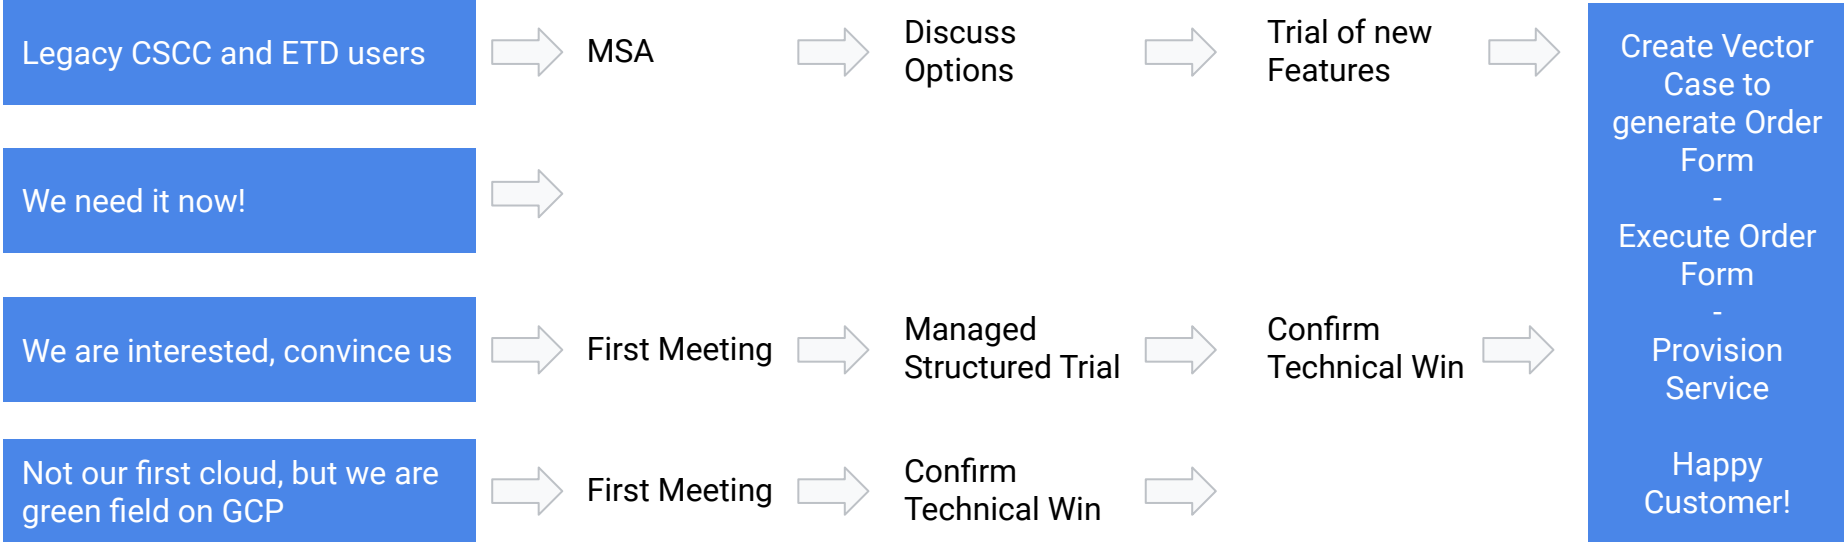 Legacy CSCC and ETD users
MSA
Discuss
Options
Trial of new
Features
We need it now!
We are interested, convince us
First Meeting
Managed
Structured Trial
Confirm
Technical Win
Not our first cloud, but we are
green field on GCP
First Meeting
Confirm
Technical Win
Create Vector
Case to
generate Order
Form
-
Execute Order
Form
-
Provision
Service
Happy
Customer!